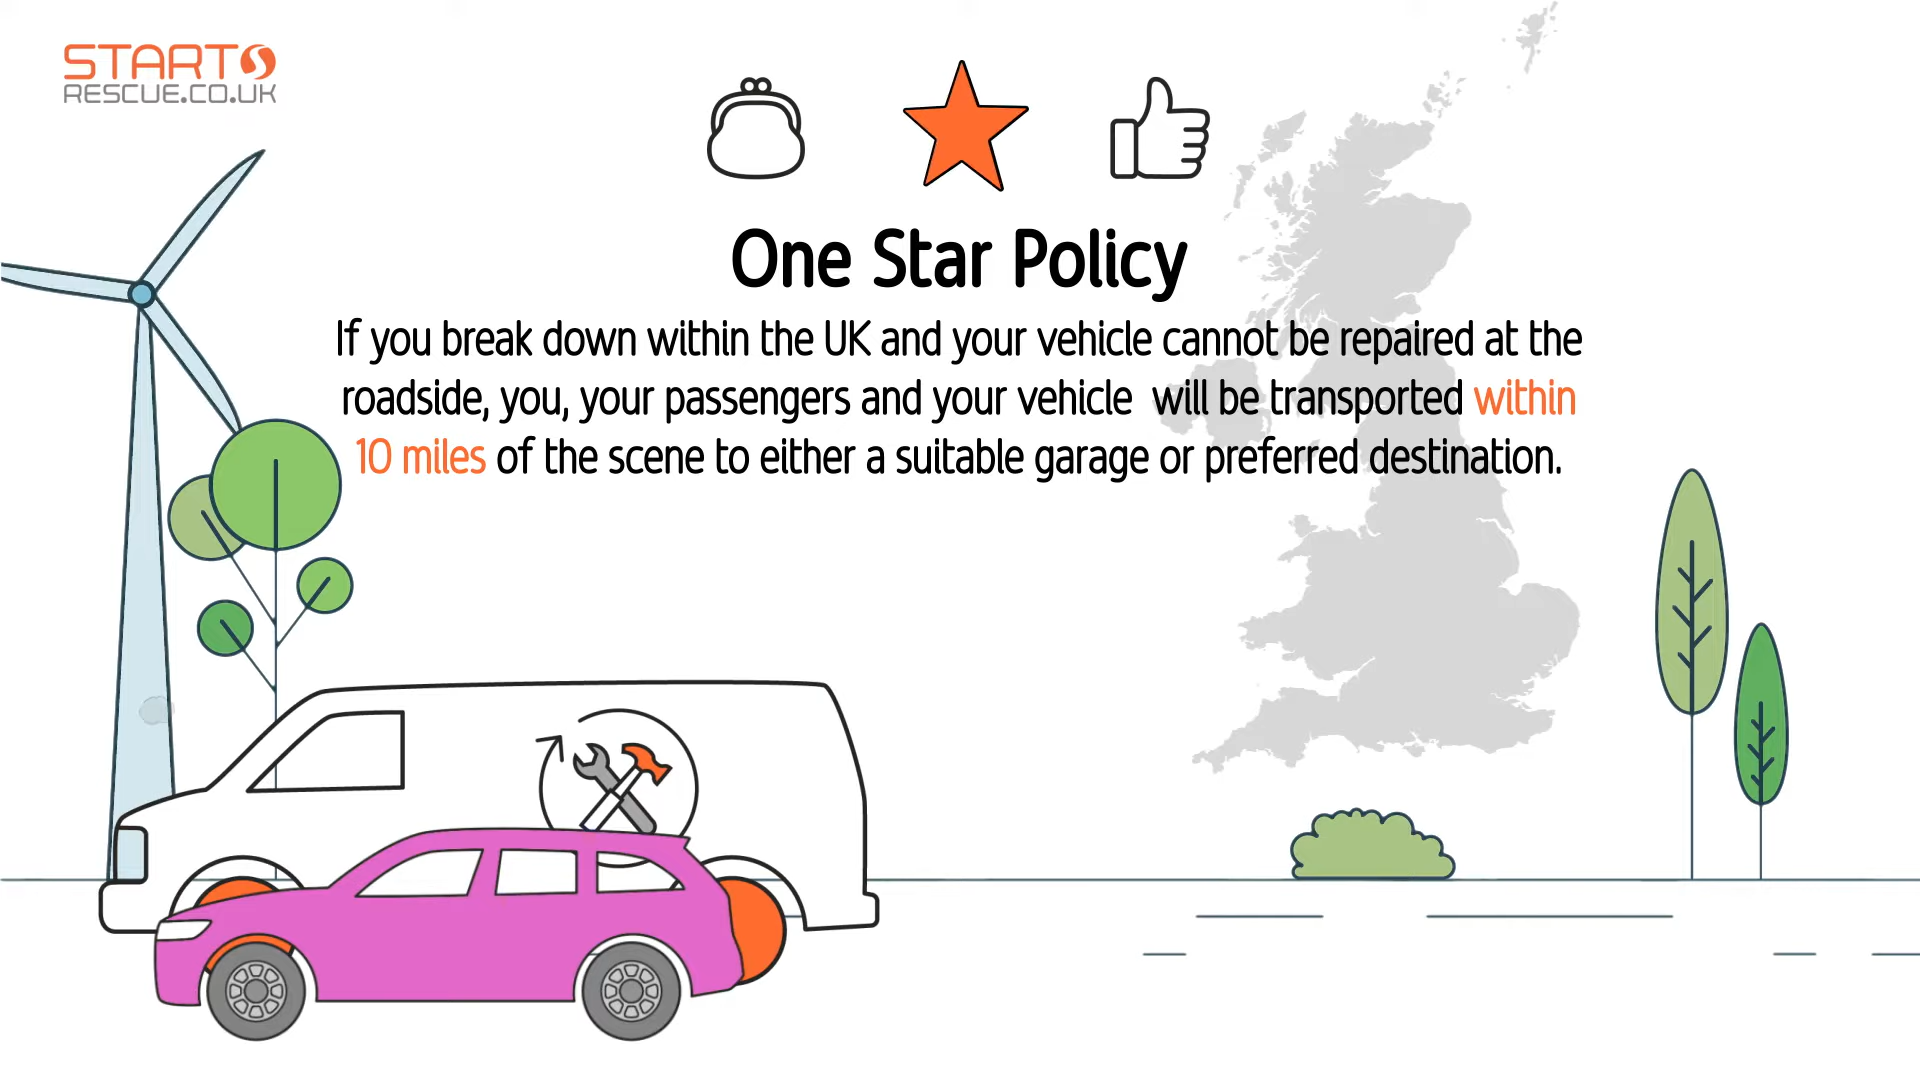 START
RESCUE.CO.UK
One Star Policy
If you break down within the UK and your vehicle cannot be repaired at the
roadside, you, your passengers and your vehicle will be transported within
10 miles of the scene to either a suitable garage or preferred destination.